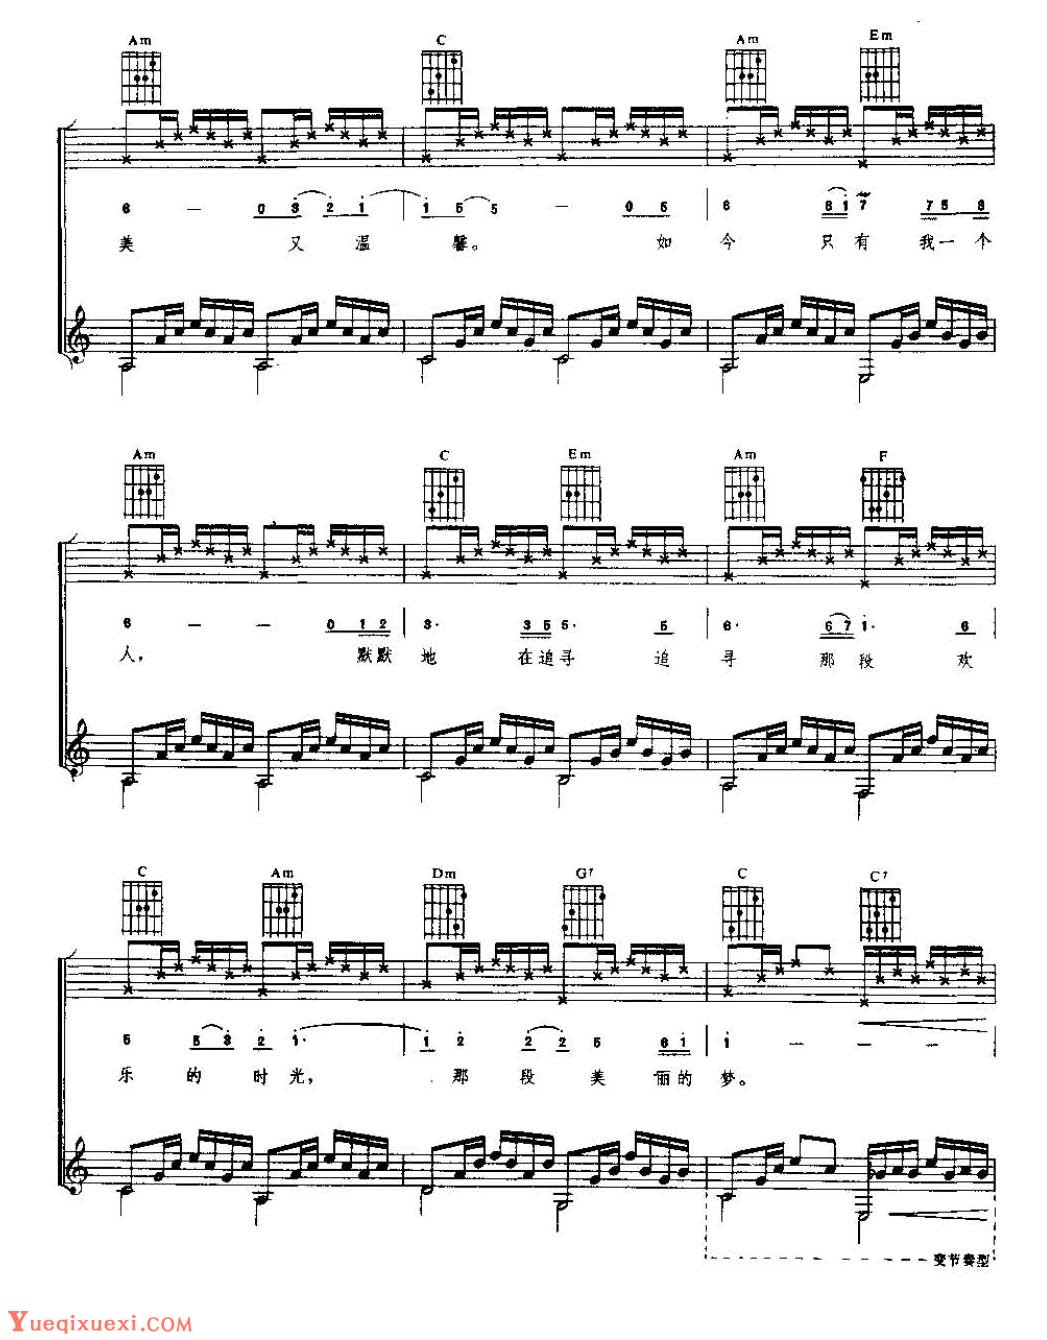 Am C Am Em
6 — 0 3 2 1 1 5 5 — 0 5 6 6 1 7 7 5 3
美 又 温 馨。 如 今 只 有 我 一 个
Am C Em Am F
6 — — 0 1 2 3· 3 5 5· 5 6· 6 7 1· 6
人， 默 默 地 在 追 寻 追 寻 那 段 欢
C Am Dm G7 C C7
5 5 3 2 1· 1 2 2 2 5 6 1 1 — — —
乐 的 时 光， 那 段 美 丽 的 梦。
变节奏型
Yueqixuexi.COM